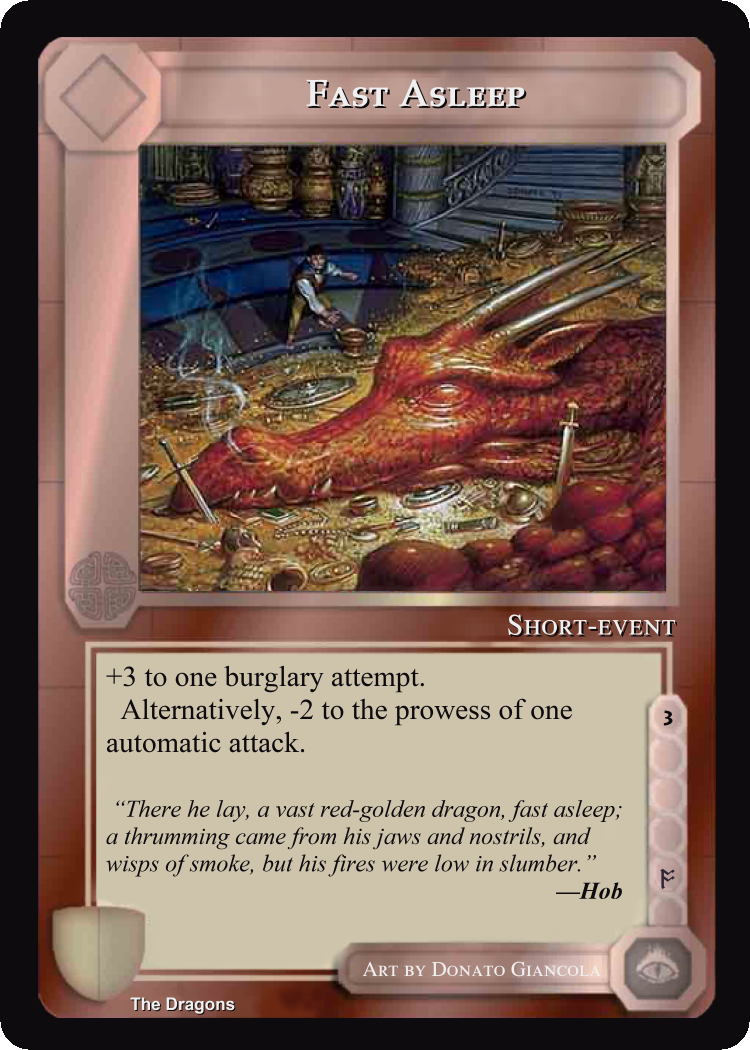 Fast Asleep
Short-event
+3 to one burglary attempt.
Alternatively, -2 to the prowess of one
automatic attack.
3
“There he lay, a vast red-golden dragon, fast asleep;
a thrumming came from his jaws and nostrils, and
wisps of smoke, but his fires were low in slumber.”
—Hob
Art by Donato Giancola
The Dragons